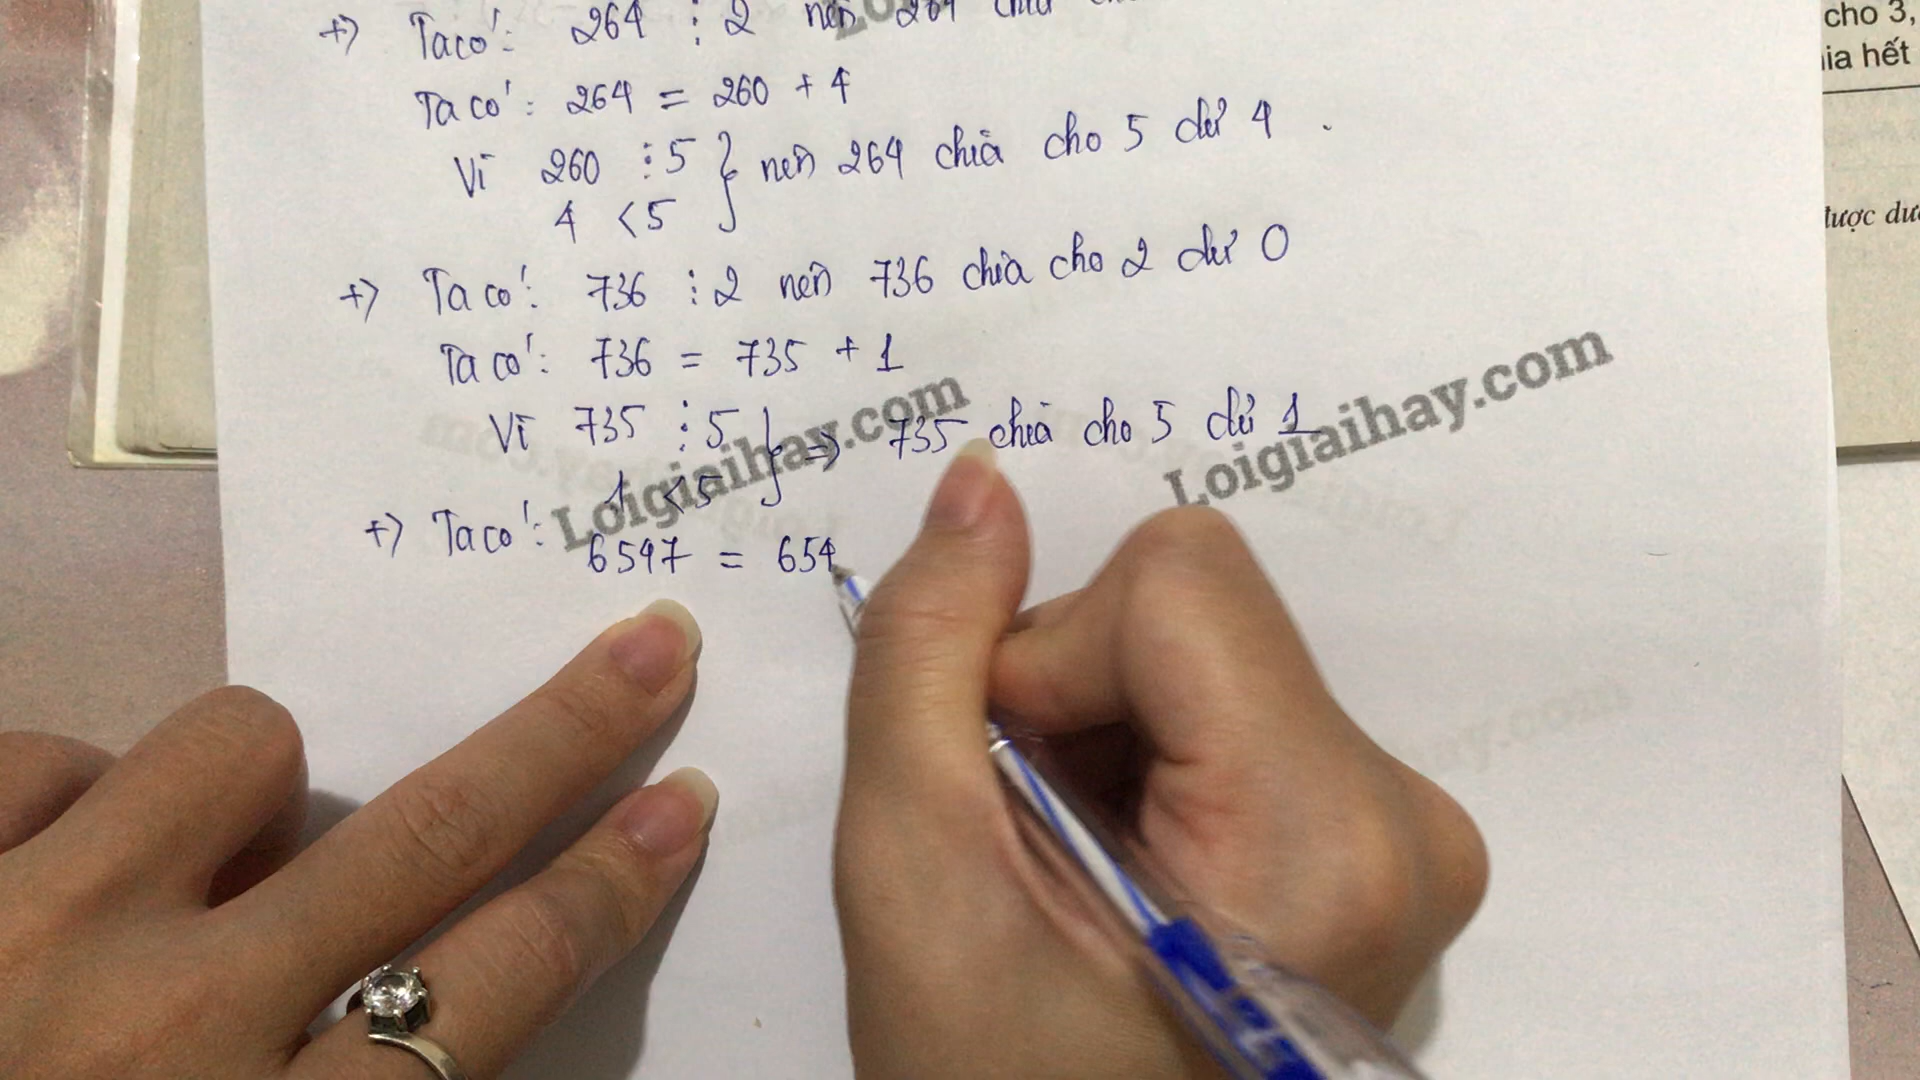 +) Ta có: 264 ⋮ 2 nên 264 chia
Ta có: 264 = 260 + 4
Vì 260 ⋮ 5 } nên 264 chia cho 5 dư 4 .
4 < 5
+) Ta có: 736 ⋮ 2 nên 736 chia cho 2 dư 0
Ta có: 736 = 735 + 1
Vì 735 ⋮ 5 } => 735 chia cho 5 dư 1
1 < 5
+) Ta có:
6547 = 654
Loigiaihay.com
Loigiaihay.com
cho 3,
ia hết
được